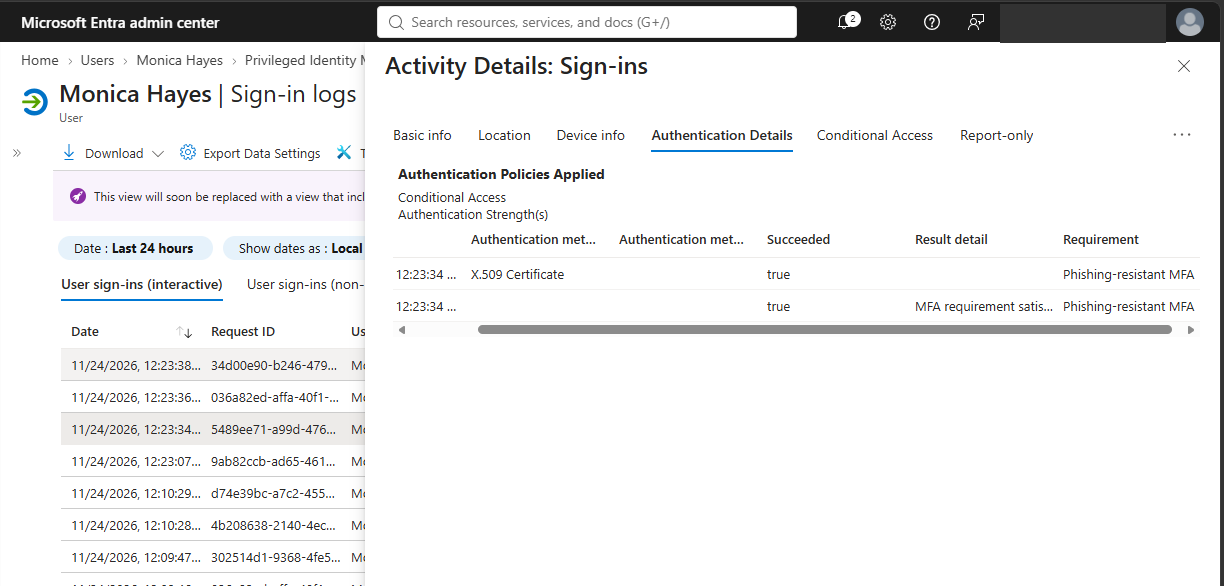 Microsoft Entra admin center
Search resources, services, and docs (G+/)
2
Home > Users > Monica Hayes > Privileged Identity M
Monica Hayes | Sign-in logs
User
Download
Export Data Settings
T
This view will soon be replaced with a view that incl
Date : Last 24 hours
Show dates as : Local
User sign-ins (interactive)
User sign-ins (non-
Date
Request ID
Us
11/24/2026, 12:23:38... 34d00e90-b246-479... Mo
11/24/2026, 12:23:36... 036a82ed-affa-40f1-... Mo
11/24/2026, 12:23:34... 5489ee71-a99d-476... Mo
11/24/2026, 12:23:07... 9ab82ccb-ad65-461... Mo
11/24/2026, 12:10:29... d74e39bc-a7c2-455... Mo
11/24/2026, 12:10:28... 4b208638-2140-4ec... Mo
11/24/2026, 12:09:47... 302514d1-9368-4fe5... Mo
Activity Details: Sign-ins
Basic info
Location
Device info
Authentication Details
Conditional Access
Report-only
...
Authentication Policies Applied
Conditional Access
Authentication Strength(s)
Authentication met... Authentication met... Succeeded Result detail Requirement
12:23:34 ... X.509 Certificate true Phishing-resistant MFA
12:23:34 ... true MFA requirement satis... Phishing-resistant MFA